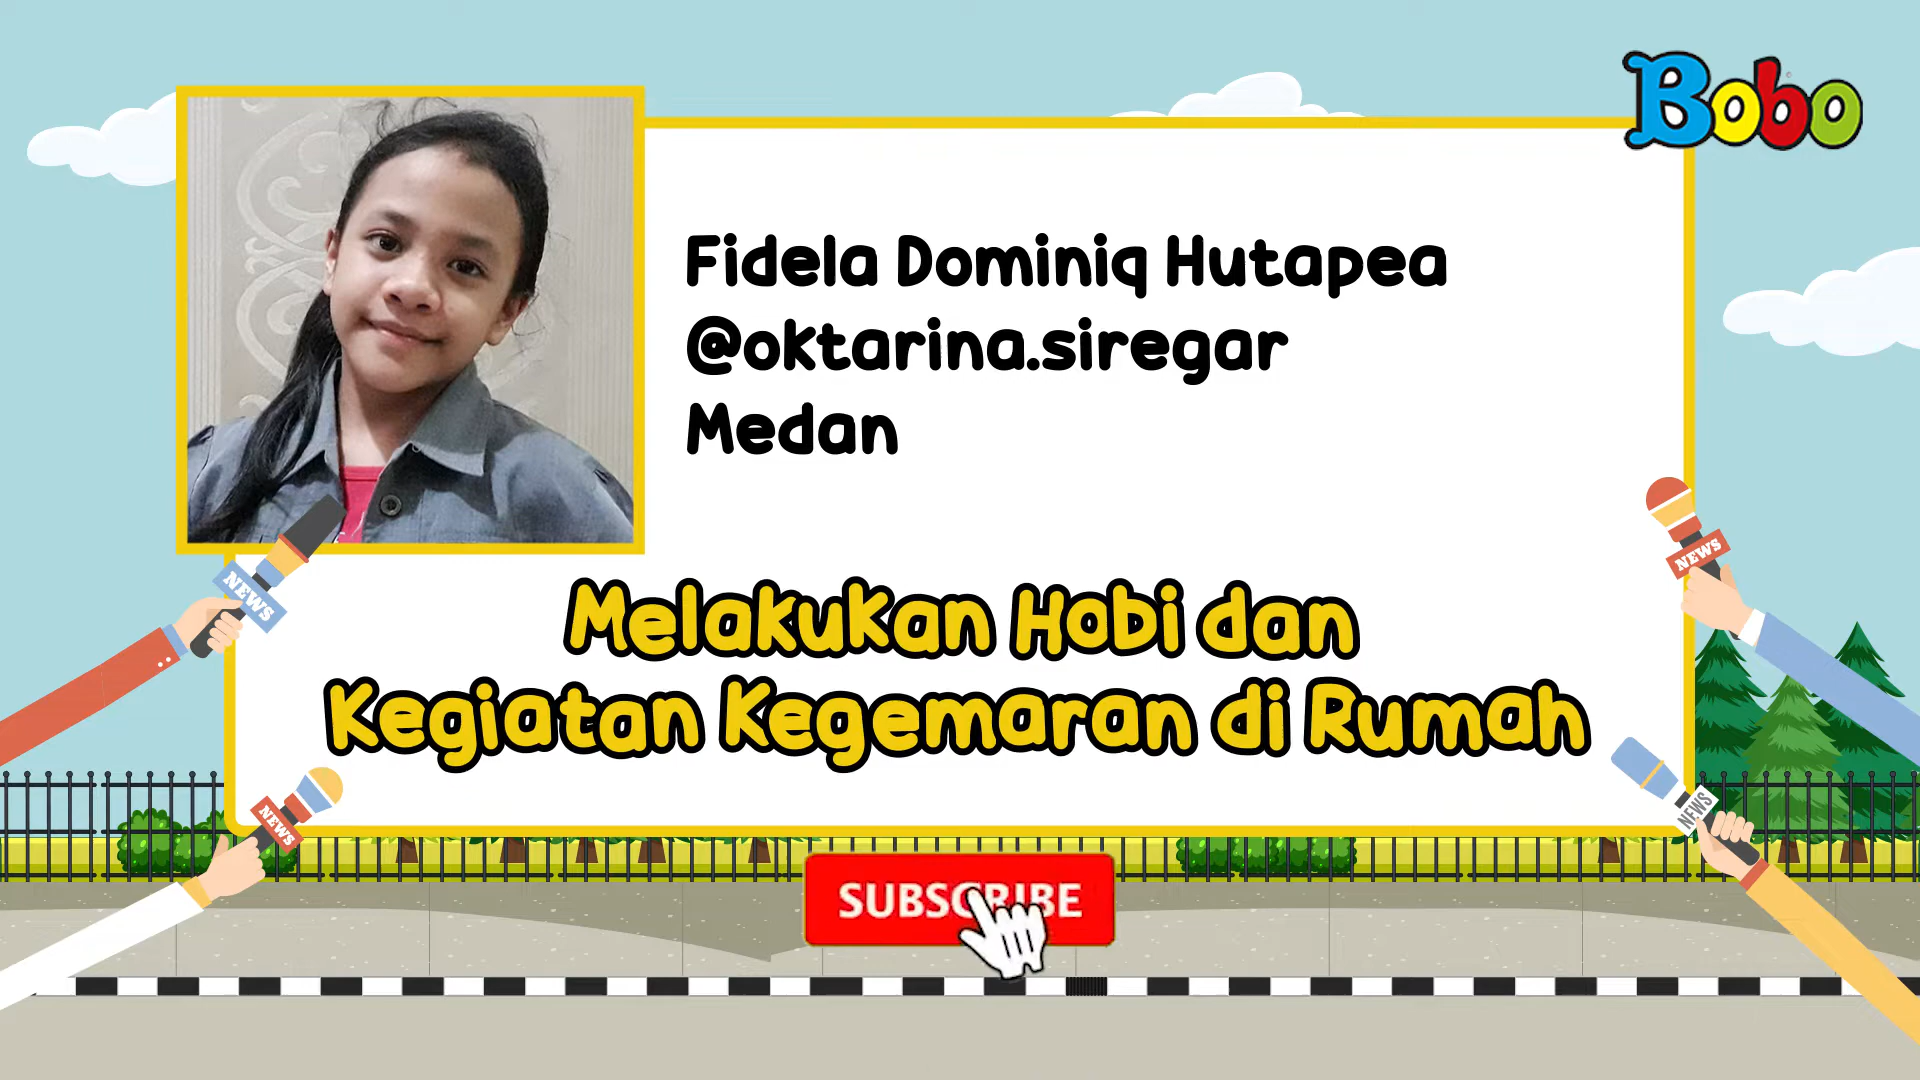 Bobo
Fidela Dominiq Hutapea
@oktarina.siregar
Medan
NEWS
NEWS
Melakukan Hobi dan
Kegiatan Kegemaran di Rumah
NEWS
NEWS
SUBSCRIBE